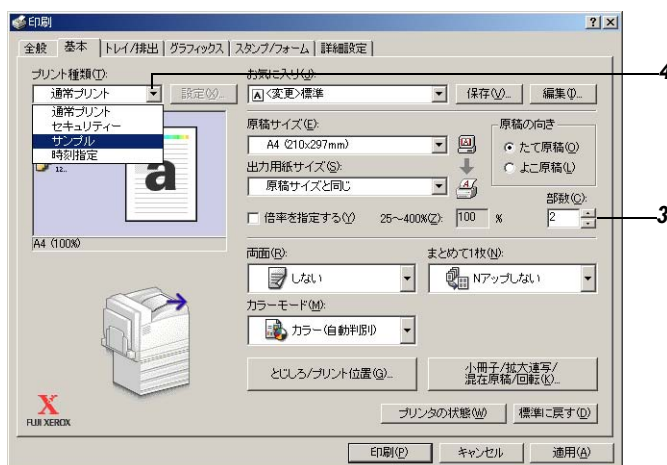 印刷
全般 基本 トレイ/排出 グラフィックス スタンプ/フォーム 詳細設定
プリント種類(T):
通常プリント
設定(X)...
通常プリント
セキュリティー
サンプル
時刻指定
12..
a
A4 (100%)
FUJI XEROX
お気に入り(J):
A <変更>標準
保存(V)...
編集(I)...
原稿サイズ(E):
A4 (210x297mm)
出力用紙サイズ(S):
原稿サイズと同じ
原稿の向き
たて原稿(O)
よこ原稿(L)
倍率を指定する(Y) 25～400%(Z): 100 %
部数(C):
2
両面(R):
しない
まとめて1枚(N):
Nアップしない
カラーモード(M):
カラー(自動判別)
とじしろ/プリント位置(G)...
小冊子/拡大連写/
混在原稿/回転(K)...
プリンタの状態(W)
標準に戻す(D)
印刷(P)
キャンセル
適用(A)
4
3